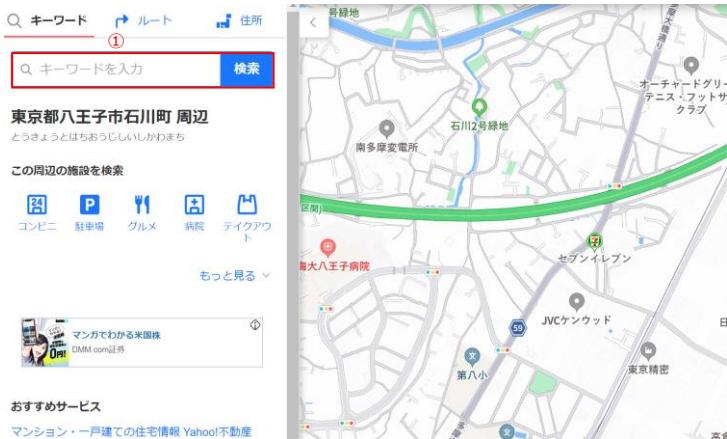 キーワード
ルート
住所
①
キーワードを入力
検索
東京都八王子市石川町 周辺
とうきょうとはちおうじしいしかわまち
この周辺の施設を検索
コンビニ
駐車場
グルメ
病院
テイクアウ
ト
もっと見る
マンガでわかる米国株
DMM.com証券
おすすめサービス
マンション・一戸建ての住宅情報 Yahoo!不動産
号緑地
オーチャードグリー
テニス・フットサ
クラブ
石川2号緑地
南多摩変電所
区間)
海大八王子病院
セブンイレブン
JVCケンウッド
59
文
第八小
東京精密
日
文